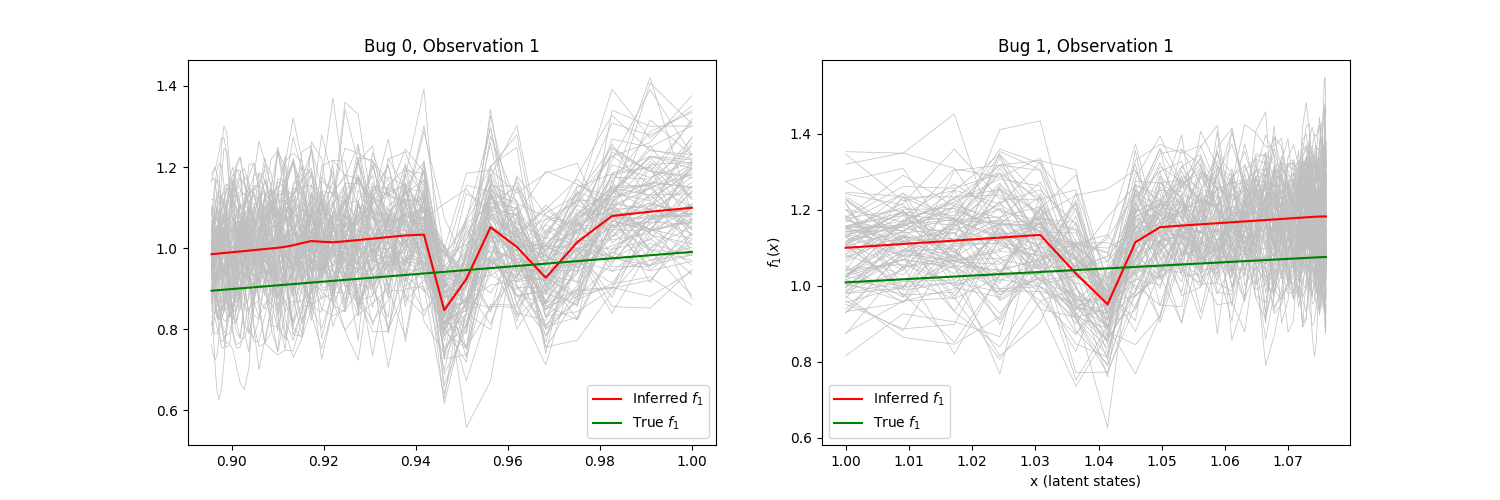 Bug 0, Observation 1
1.4
1.2
1.0
0.8
0.6
0.90 0.92 0.94 0.96 0.98 1.00
Inferred f₁
True f₁
Bug 1, Observation 1
f₁(x)
1.4
1.2
1.0
0.8
0.6
1.00 1.01 1.02 1.03 1.04 1.05 1.06 1.07
x (latent states)
Inferred f₁
True f₁